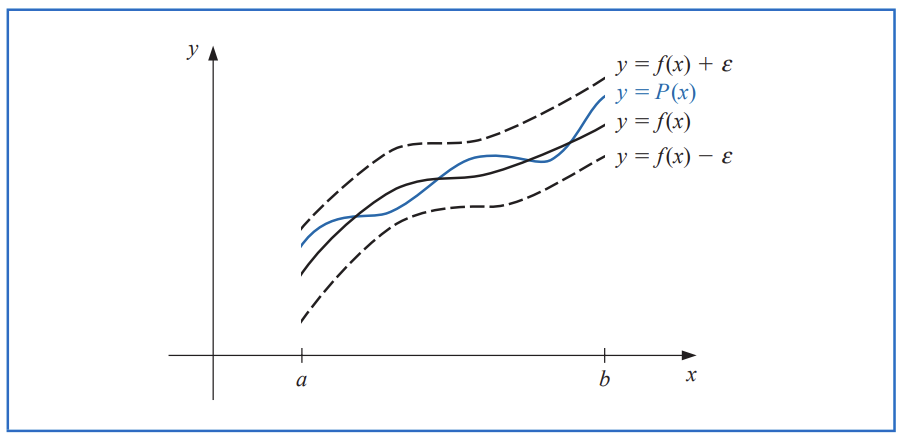 y
y = f(x) + ε
y = P(x)
y = f(x)
y = f(x) − ε
a
b
x